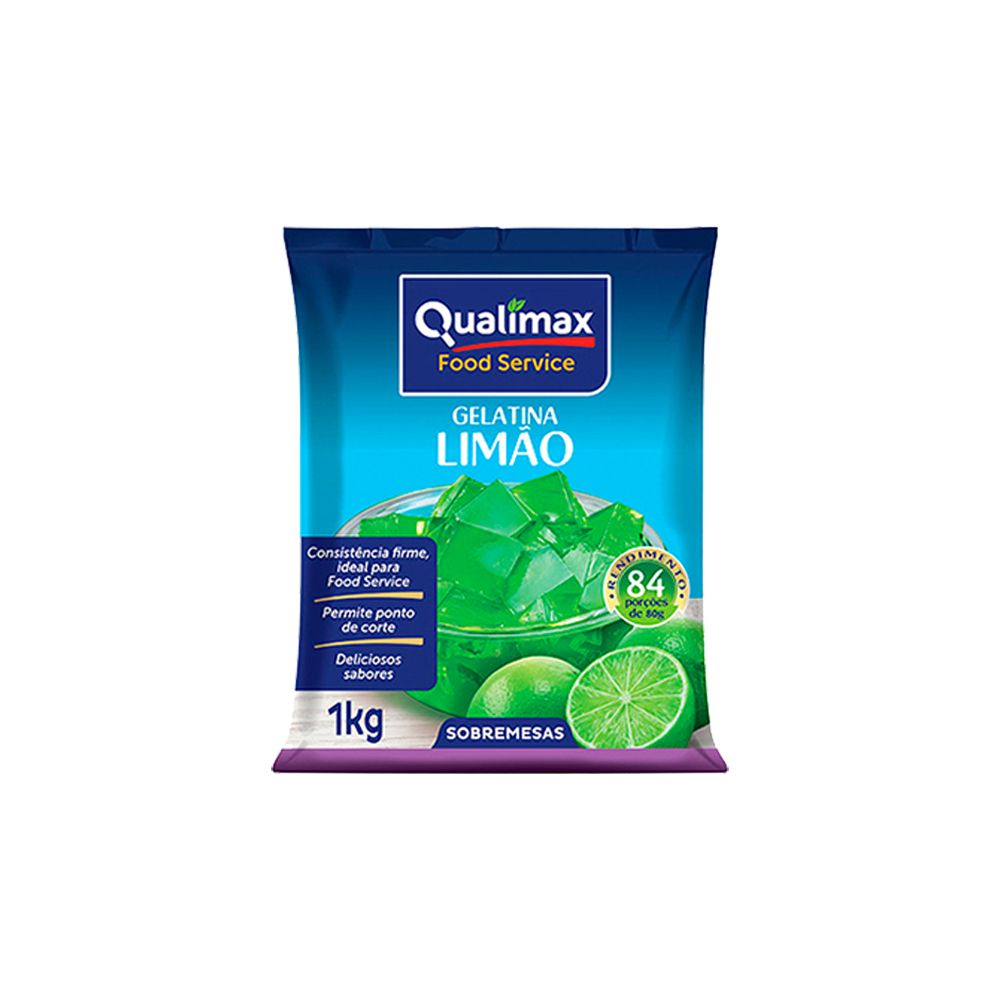 Qualimax
Food Service
GELATINA
LIMÃO
Consistência firme,
ideal para
Food Service
Permite ponto
de corte
Deliciosos
sabores
RENDIMENTO
84
porções
de 80g
1kg
SOBREMESAS